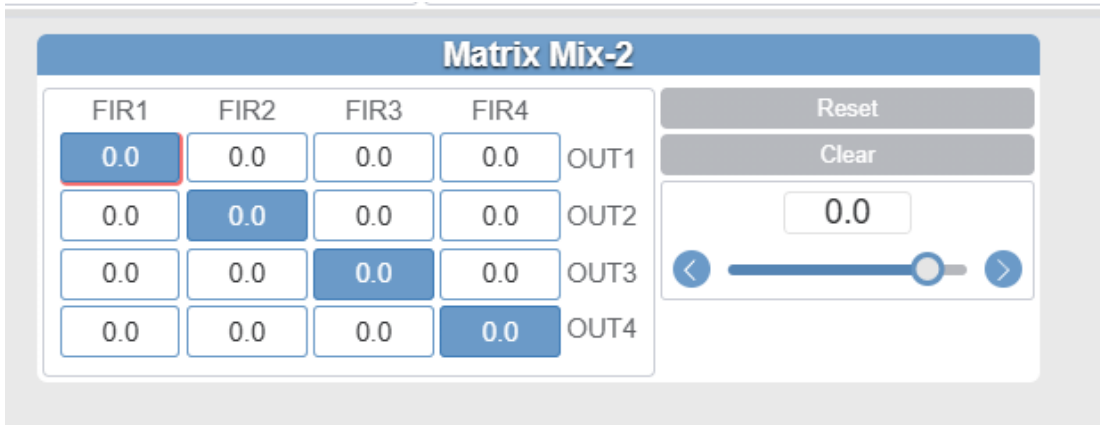 Matrix Mix-2
FIR1 FIR2 FIR3 FIR4
0.0 0.0 0.0 0.0 OUT1
0.0 0.0 0.0 0.0 OUT2
0.0 0.0 0.0 0.0 OUT3
0.0 0.0 0.0 0.0 OUT4
Reset
Clear
0.0